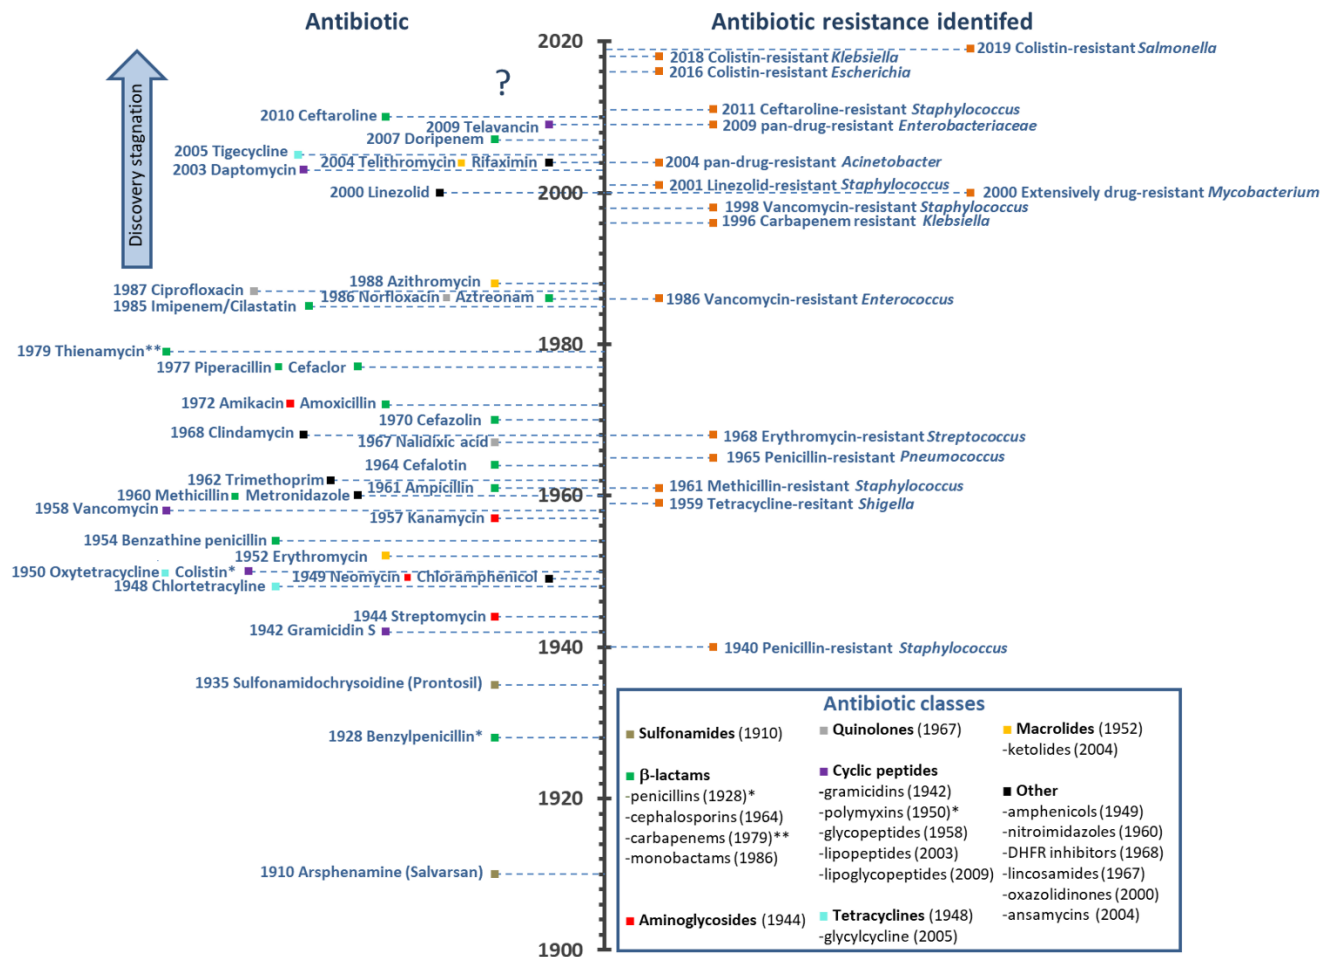 Antibiotic
Antibiotic resistance identifed
2020
2019 Colistin-resistant Salmonella
2018 Colistin-resistant Klebsiella
2016 Colistin-resistant Escherichia
?
Discovery stagnation
2010 Ceftaroline
2011 Ceftaroline-resistant Staphylococcus
2009 Telavancin
2009 pan-drug-resistant Enterobacteriaceae
2007 Doripenem
2005 Tigecycline
2004 Telithromycin Rifaximin
2004 pan-drug-resistant Acinetobacter
2003 Daptomycin
2001 Linezolid-resistant Staphylococcus
2000 Linezolid
2000
2000 Extensively drug-resistant Mycobacterium
1998 Vancomycin-resistant Staphylococcus
1996 Carbapenem resistant Klebsiella
1988 Azithromycin
1987 Ciprofloxacin
1986 Norfloxacin Aztreonam
1986 Vancomycin-resistant Enterococcus
1985 Imipenem/Cilastatin
1980
1979 Thienamycin**
1977 Piperacillin Cefaclor
1972 Amikacin Amoxicillin
1970 Cefazolin
1968 Clindamycin
1968 Erythromycin-resistant Streptococcus
1967 Nalidixic acid
1965 Penicillin-resistant Pneumococcus
1964 Cefalotin
1962 Trimethoprim
1961 Ampicillin
1961 Methicillin-resistant Staphylococcus
1960 Methicillin Metronidazole
1960
1959 Tetracycline-resitant Shigella
1958 Vancomycin
1957 Kanamycin
1954 Benzathine penicillin
1952 Erythromycin
1950 Oxytetracycline Colistin*
1949 Neomycin Chloramphenicol
1948 Chlortetracyline
1944 Streptomycin
1942 Gramicidin S
1940
1940 Penicillin-resistant Staphylococcus
1935 Sulfonamidochrysoidine (Prontosil)
1928 Benzylpenicillin*
1920
1910 Arsphenamine (Salvarsan)
1900
Antibiotic classes
Sulfonamides (1910)
β-lactams
-penicillins (1928)*
-cephalosporins (1964)
-carbapenems (1979)**
-monobactams (1986)
Aminoglycosides (1944)
Quinolones (1967)
Cyclic peptides
-gramicidins (1942)
-polymyxins (1950)*
-glycopeptides (1958)
-lipopeptides (2003)
-lipoglycopeptides (2009)
Tetracyclines (1948)
-glycylcycline (2005)
Macrolides (1952)
-ketolides (2004)
Other
-amphenicols (1949)
-nitroimidazoles (1960)
-DHFR inhibitors (1968)
-lincosamides (1967)
-oxazolidinones (2000)
-ansamycins (2004)